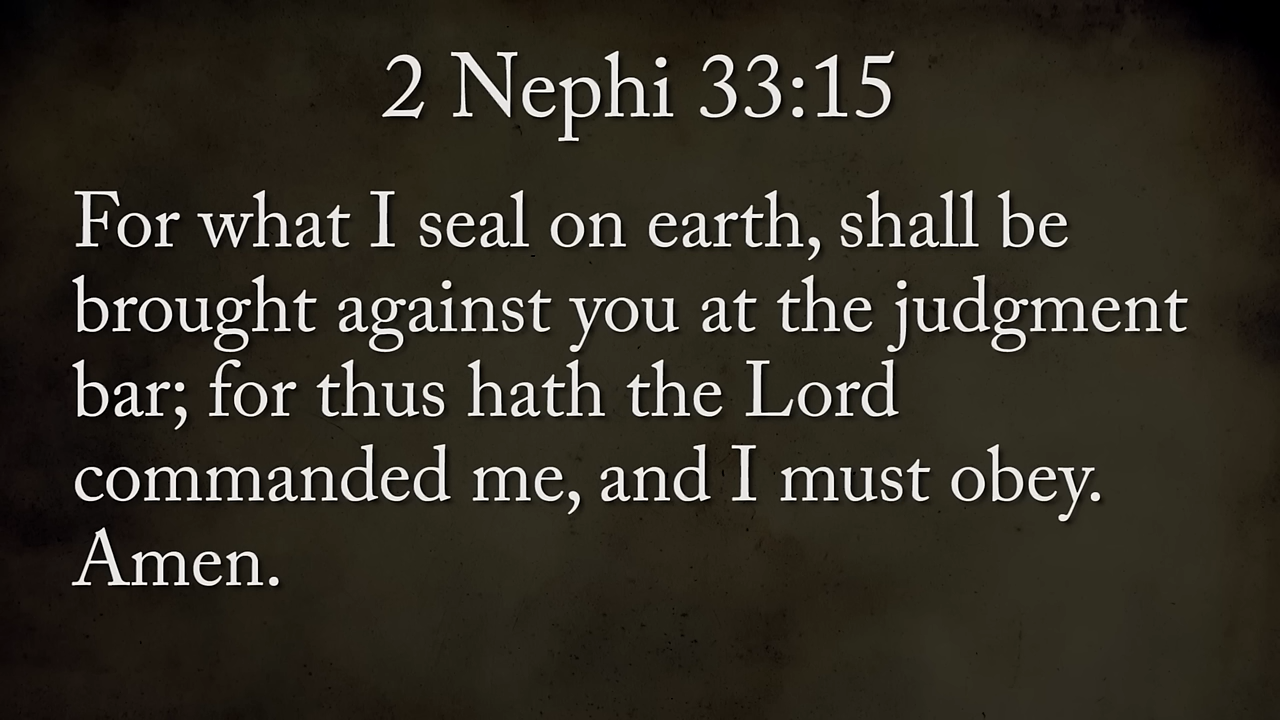 2 Nephi 33:15
For what I seal on earth, shall be
brought against you at the judgment
bar; for thus hath the Lord
commanded me, and I must obey.
Amen.